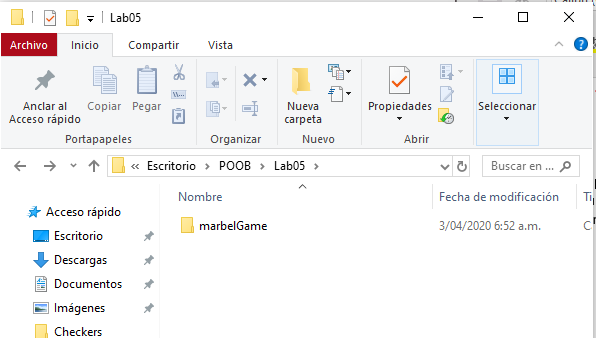 Lab05
Archivo Inicio Compartir Vista
Anclar al
Acceso rápido
Copiar
Pegar
Nueva
carpeta
Propiedades
Seleccionar
Portapapeles Organizar Nuevo Abrir
Escritorio POOB Lab05
Buscar en ...
Nombre Fecha de modificación Ti
Acceso rápido
marbelGame 3/04/2020 6:52 a.m. C
Escritorio
Descargas
Documentos
Imágenes
Checkers